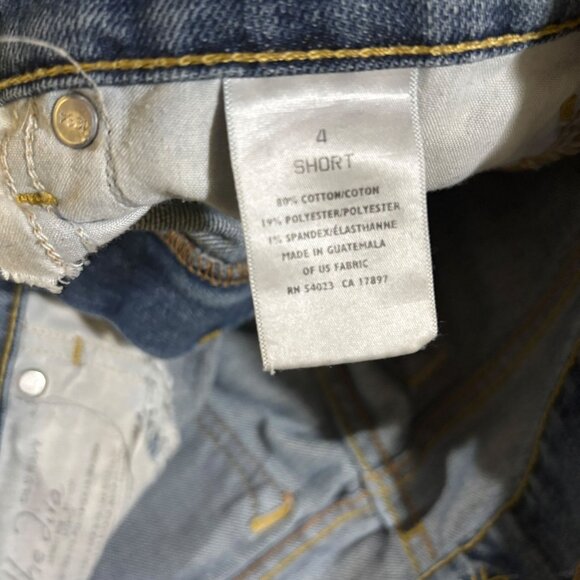 4
SHORT
80% COTTON/COTON
19% POLYESTER/POLYESTER
1% SPANDEX/ÉLASTHANNE
MADE IN GUATEMALA
OF US FABRIC
RN 54023 CA 17897
the